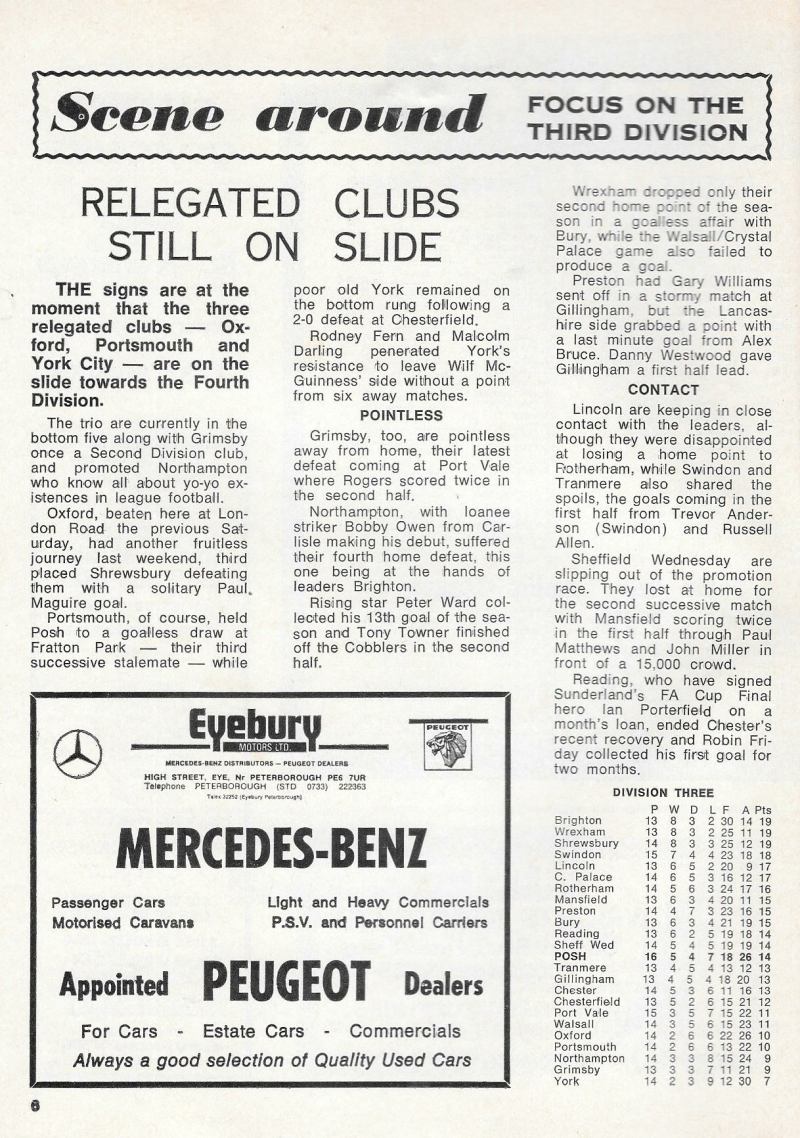 Scene around
FOCUS ON THE
THIRD DIVISION
RELEGATED CLUBS
STILL ON SLIDE
THE signs are at the
moment that the three
relegated clubs — Ox-
ford, Portsmouth and
York City — are on the
slide towards the Fourth
Division.
The trio are currently in the
bottom five along with Grimsby
once a Second Division club,
and promoted Northampton
who know all about yo-yo ex-
istences in league football.
Oxford, beaten here at Lon-
don Road the previous Sat-
urday, had another fruitless
journey last weekend, third
placed Shrewsbury defeating
them with a solitary Paul
Maguire goal.
Portsmouth, of course, held
Posh to a goalless draw at
Fratton Park — their third
successive stalemate — while
poor old York remained on
the bottom rung following a
2-0 defeat at Chesterfield.
Rodney Fern and Malcolm
Darling penerated York's
resistance to leave Wilf Mc-
Guinness' side without a point
from six away matches.
POINTLESS
Grimsby, too, are pointless
away from home, their latest
defeat coming at Port Vale
where Rogers scored twice in
the second half.
Northampton, with loanee
striker Bobby Owen from Car-
lisle making his debut, suffered
their fourth home defeat, this
one being at the hands of
leaders Brighton.
Rising star Peter Ward col-
lected his 13th goal of the sea-
son and Tony Towner finished
off the Cobblers in the second
half.
Wrexham dropped only their
second home point of the sea-
son in a goalless affair with
Bury, while the Walsall/Crystal
Palace game also failed to
produce a goal.
Preston had Gary Williams
sent off in a stormy match at
Gillingham, but the Lancas-
hire side grabbed a point with
a last minute goal from Alex
Bruce. Danny Westwood gave
Gillingham a first half lead.
CONTACT
Lincoln are keeping in close
contact with the leaders, al-
though they were disappointed
at losing a home point to
Rotherham, while Swindon and
Tranmere also shared the
spoils, the goals coming in the
first half from Trevor Ander-
son (Swindon) and Russell
Allen.
Sheffield Wednesday are
slipping out of the promotion
race. They lost at home for
the second successive match
with Mansfield scoring twice
in the first half through Paul
Matthews and John Miller in
front of a 15,000 crowd.
Reading, who have signed
Sunderland's FA Cup Final
hero Ian Porterfield on a
month's loan, ended Chester's
recent recovery and Robin Fri-
day collected his first goal for
two months.
DIVISION THREE
P W D L F A Pts
Brighton 13 8 3 2 30 14 19
Wrexham 13 8 3 2 25 11 19
Shrewsbury 14 8 3 3 25 12 19
Swindon 15 7 4 4 23 18 18
Lincoln 13 6 5 2 20 9 17
C. Palace 14 6 5 3 16 12 17
Rotherham 14 5 6 3 24 17 16
Mansfield 13 6 3 4 20 11 15
Preston 14 4 7 3 23 16 15
Bury 13 6 3 4 21 19 15
Reading 13 6 2 5 19 18 14
Sheff Wed 14 5 4 5 19 19 14
POSH 16 5 4 7 18 26 14
Tranmere 13 4 5 4 13 12 13
Gillingham 13 4 5 4 18 20 13
Chester 14 5 3 6 11 16 13
Chesterfield 13 5 2 6 15 21 12
Port Vale 15 3 5 7 15 22 11
Walsall 14 3 5 6 15 23 11
Oxford 14 2 6 6 22 26 10
Portsmouth 14 2 6 6 13 22 10
Northampton 14 3 3 8 15 24 9
Grimsby 13 3 3 7 11 21 9
York 14 2 3 9 12 30 7
Eyebury
MOTORS LTD.
PEUGEOT
MERCEDES-BENZ DISTRIBUTORS — PEUGEOT DEALERS
HIGH STREET, EYE, Nr PETERBOROUGH PE6 7UR
Telephone PETERBOROUGH (STD 0733) 222363
Telex 32252 (Eyebury Peterborough)
MERCEDES-BENZ
Passenger Cars Light and Heavy Commercials
Motorised Caravans P.S.V. and Personnel Carriers
Appointed PEUGEOT Dealers
For Cars - Estate Cars - Commercials
Always a good selection of Quality Used Cars
6